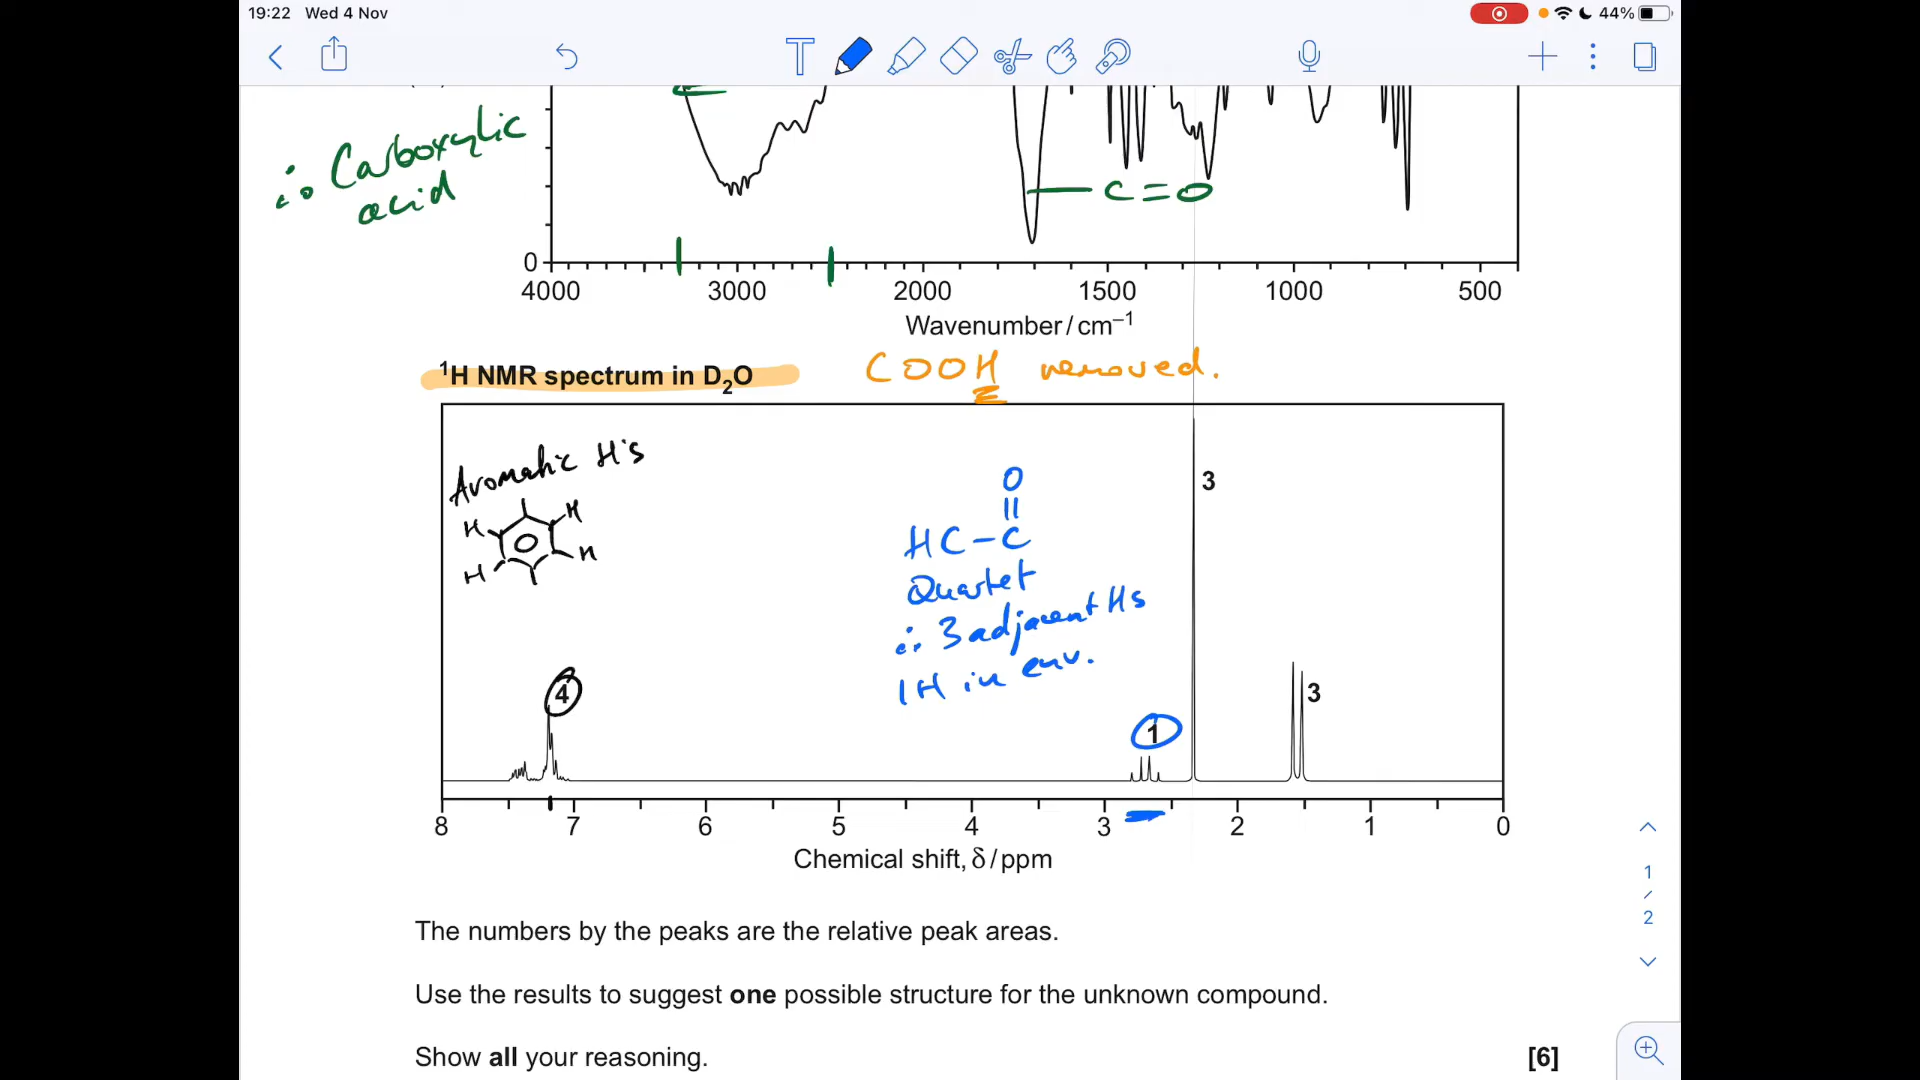 19:22 Wed 4 Nov
44%
∴ Carboxylic
acid
C=O
0
4000 3000 2000 1500 1000 500
Wavenumber/cm⁻¹
¹H NMR spectrum in D₂O
COOH removed.
Aromatic H's
H H
H H
O
||
HC–C
Quartet
∴ 3 adjacent Hs
1H in env.
3
4
1
3
8 7 6 5 4 3 2 1 0
Chemical shift, δ/ppm
1
/
2
The numbers by the peaks are the relative peak areas.
Use the results to suggest one possible structure for the unknown compound.
Show all your reasoning.
[6]